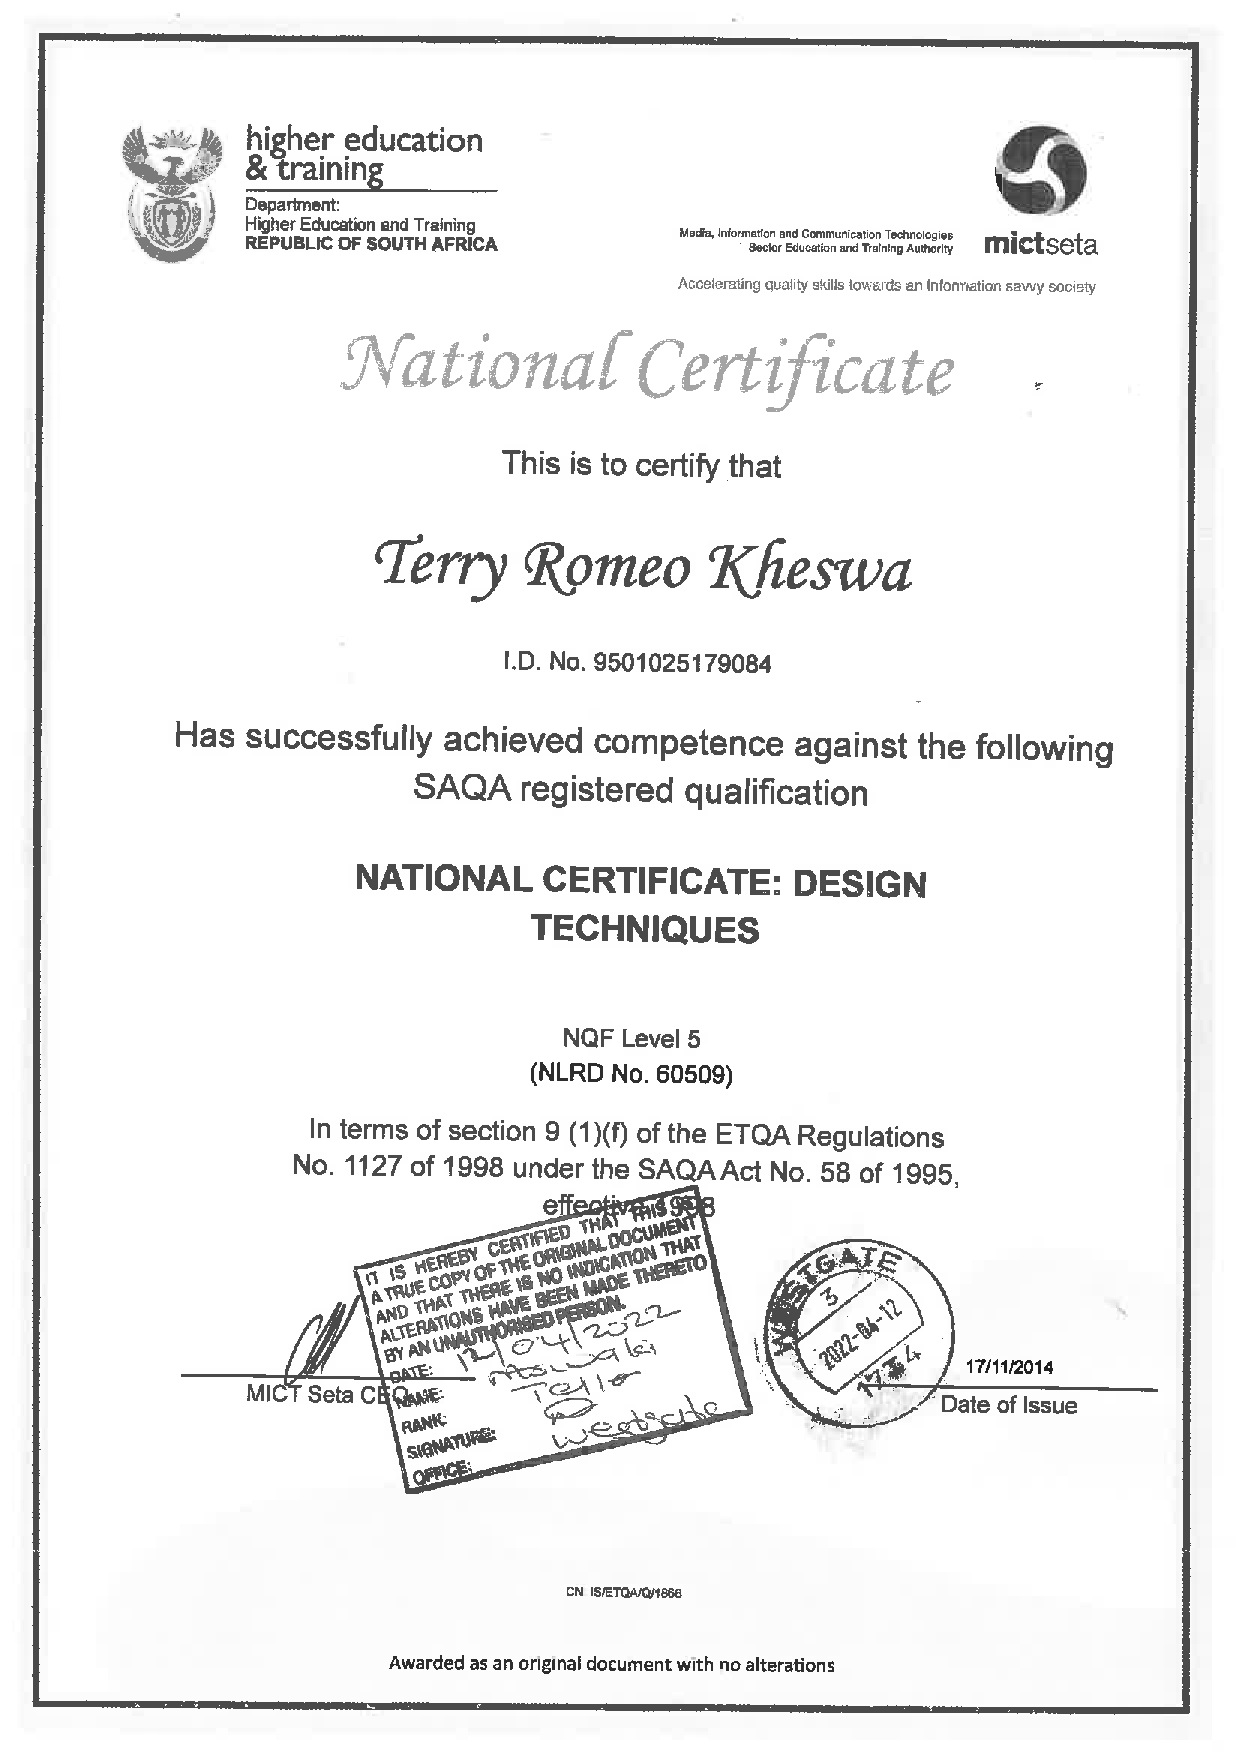 higher education
& training
Department:
Higher Education and Training
REPUBLIC OF SOUTH AFRICA
Media, Information and Communication Technologies
Sector Education and Training Authority
mictseta
Accelerating quality skills towards an information savvy society
National Certificate
This is to certify that
Terry Romeo Kheswa
I.D. No. 9501025179084
Has successfully achieved competence against the following
SAQA registered qualification
NATIONAL CERTIFICATE: DESIGN
TECHNIQUES
NQF Level 5
(NLRD No. 60509)
In terms of section 9 (1)(f) of the ETQA Regulations
No. 1127 of 1998 under the SAQA Act No. 58 of 1995,
effective 1998
IT IS HEREBY CERTIFIED THAT THIS IS
A TRUE COPY OF THE ORIGINAL DOCUMENT
AND THAT THERE IS NO INDICATION THAT
ALTERATIONS HAVE BEEN MADE THERETO
BY AN UNAUTHORISED PERSON.
DATE: 12/04/2022
NAME:
RANK:
SIGNATURE:
OFFICE:
WESTGATE
3
2022-04-12
17/11/2014
MICT Seta CEO
Date of Issue
CN IS/ETQA/Q/1866
Awarded as an original document with no alterations